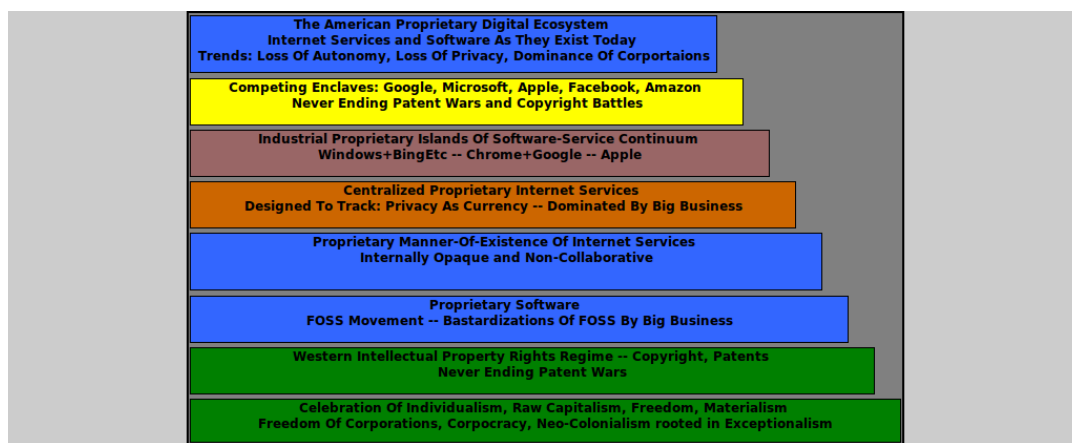 The American Proprietary Digital Ecosystem
Internet Services and Software As They Exist Today
Trends: Loss Of Autonomy, Loss Of Privacy, Dominance Of Corportaions
Competing Enclaves: Google, Microsoft, Apple, Facebook, Amazon
Never Ending Patent Wars and Copyright Battles
Industrial Proprietary Islands Of Software-Service Continuum
Windows+BingEtc -- Chrome+Google -- Apple
Centralized Proprietary Internet Services
Designed To Track: Privacy As Currency -- Dominated By Big Business
Proprietary Manner-Of-Existence Of Internet Services
Internally Opaque and Non-Collaborative
Proprietary Software
FOSS Movement -- Bastardizations Of FOSS By Big Business
Western Intellectual Property Rights Regime -- Copyright, Patents
Never Ending Patent Wars
Celebration Of Individualism, Raw Capitalism, Freedom, Materialism
Freedom Of Corporations, Corpocracy, Neo-Colonialism rooted in Exceptionalism